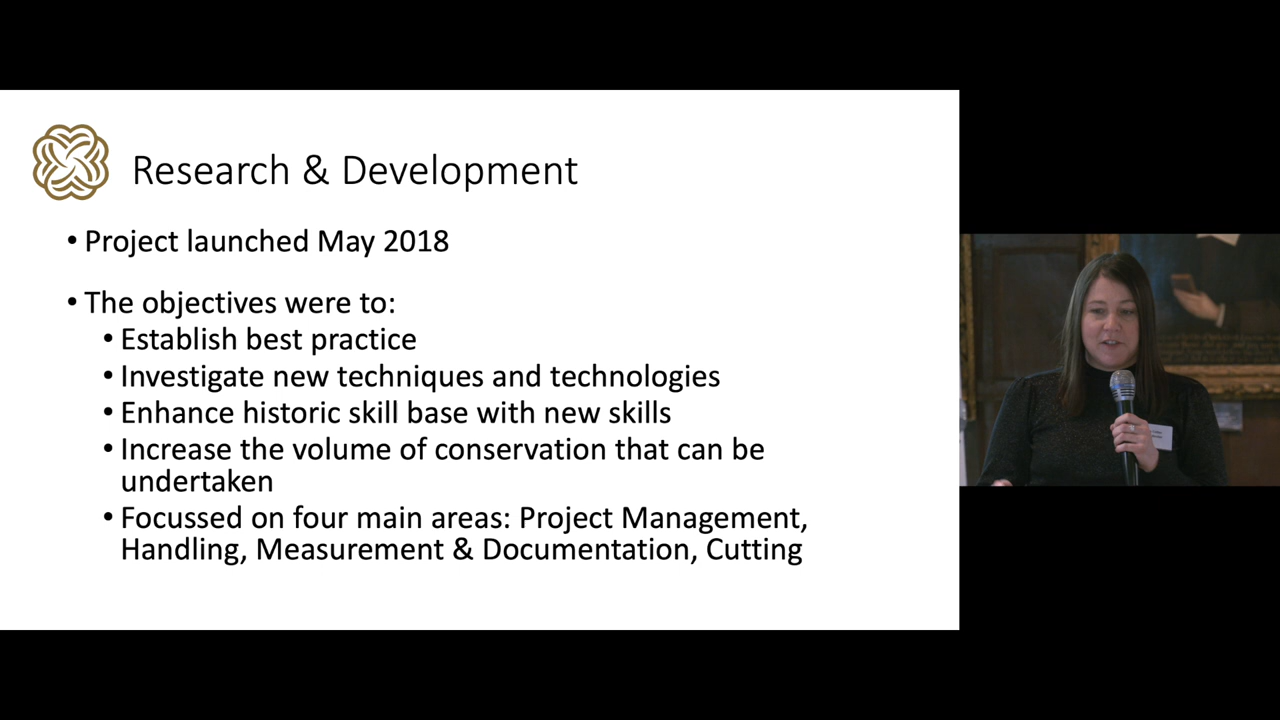 Research & Development
• Project launched May 2018
• The objectives were to:
• Establish best practice
• Investigate new techniques and technologies
• Enhance historic skill base with new skills
• Increase the volume of conservation that can be
undertaken
• Focussed on four main areas: Project Management,
Handling, Measurement & Documentation, Cutting